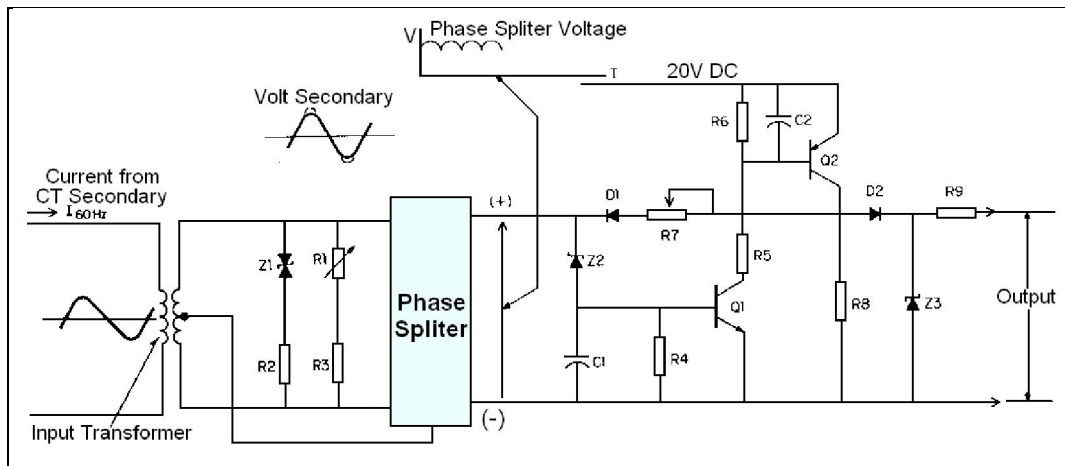 V
Phase Spliter Voltage
T
20V DC
Volt Secondary
R6
C2
Q2
Current from
CT Secondary
I 60Hz
(+)
D1
R7
D2
R9
Z1
R1
Z2
R5
Phase
Spliter
Q1
R8
Z3
Output
R2
R3
C1
R4
Input Transformer
(-)